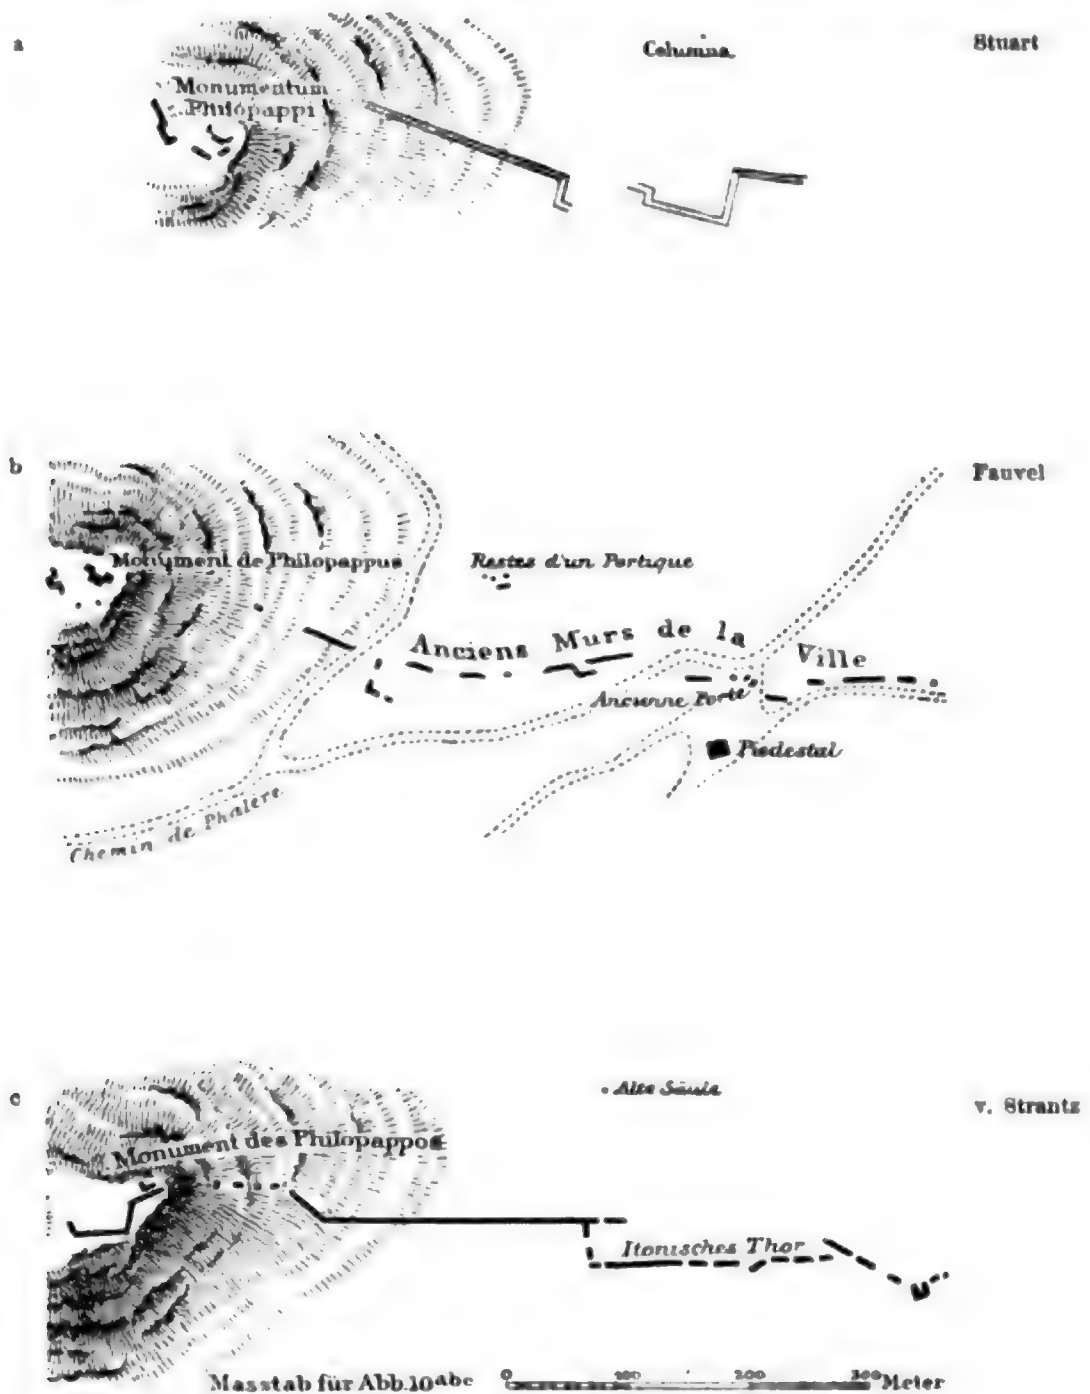 a
Columna
Stuart
Monumentum
Philopappi
b
Fauvel
Monument de Philopappus
Restes d'un Portique
Anciens Murs de la Ville
Ancienne Porte
Piedestal
Chemin de Phalere
c
Alte Säule
v. Strantz
Monument des Philopappos
Itonisches Thor
Masstab für Abb. 10abc 0 100 200 300 Meter